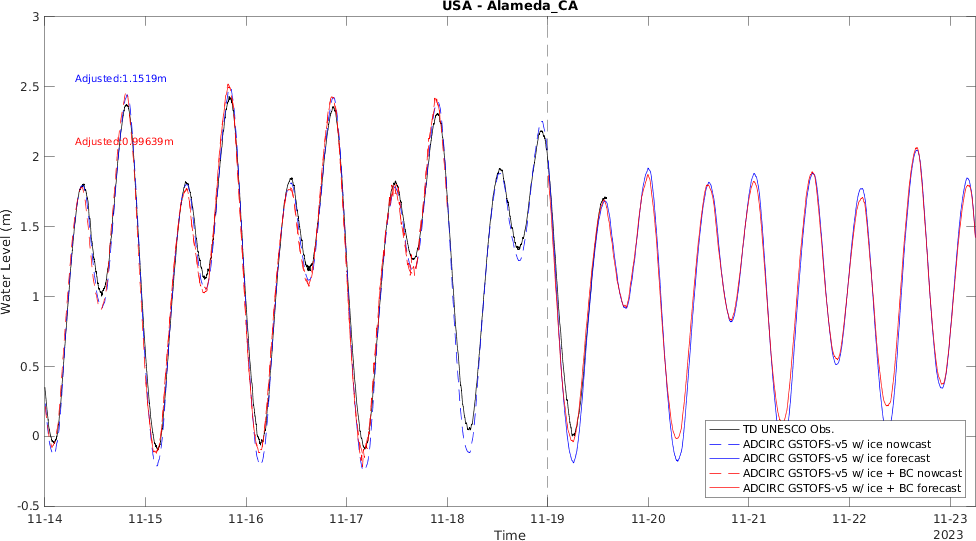 USA - Alameda_CA
3
2.5
2
1.5
1
0.5
0
-0.5
Water Level (m)
Adjusted:1.1519m
Adjusted:0.99639m
TD UNESCO Obs.
ADCIRC GSTOFS-v5 w/ ice nowcast
ADCIRC GSTOFS-v5 w/ ice forecast
ADCIRC GSTOFS-v5 w/ ice + BC nowcast
ADCIRC GSTOFS-v5 w/ ice + BC forecast
11-14 11-15 11-16 11-17 11-18 11-19 11-20 11-21 11-22 11-23
2023
Time